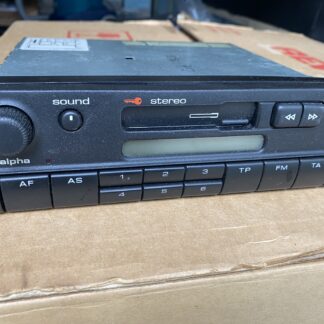 sound stereo
alpha
AF AS 1 2 3 TP FM TA
4 5 6